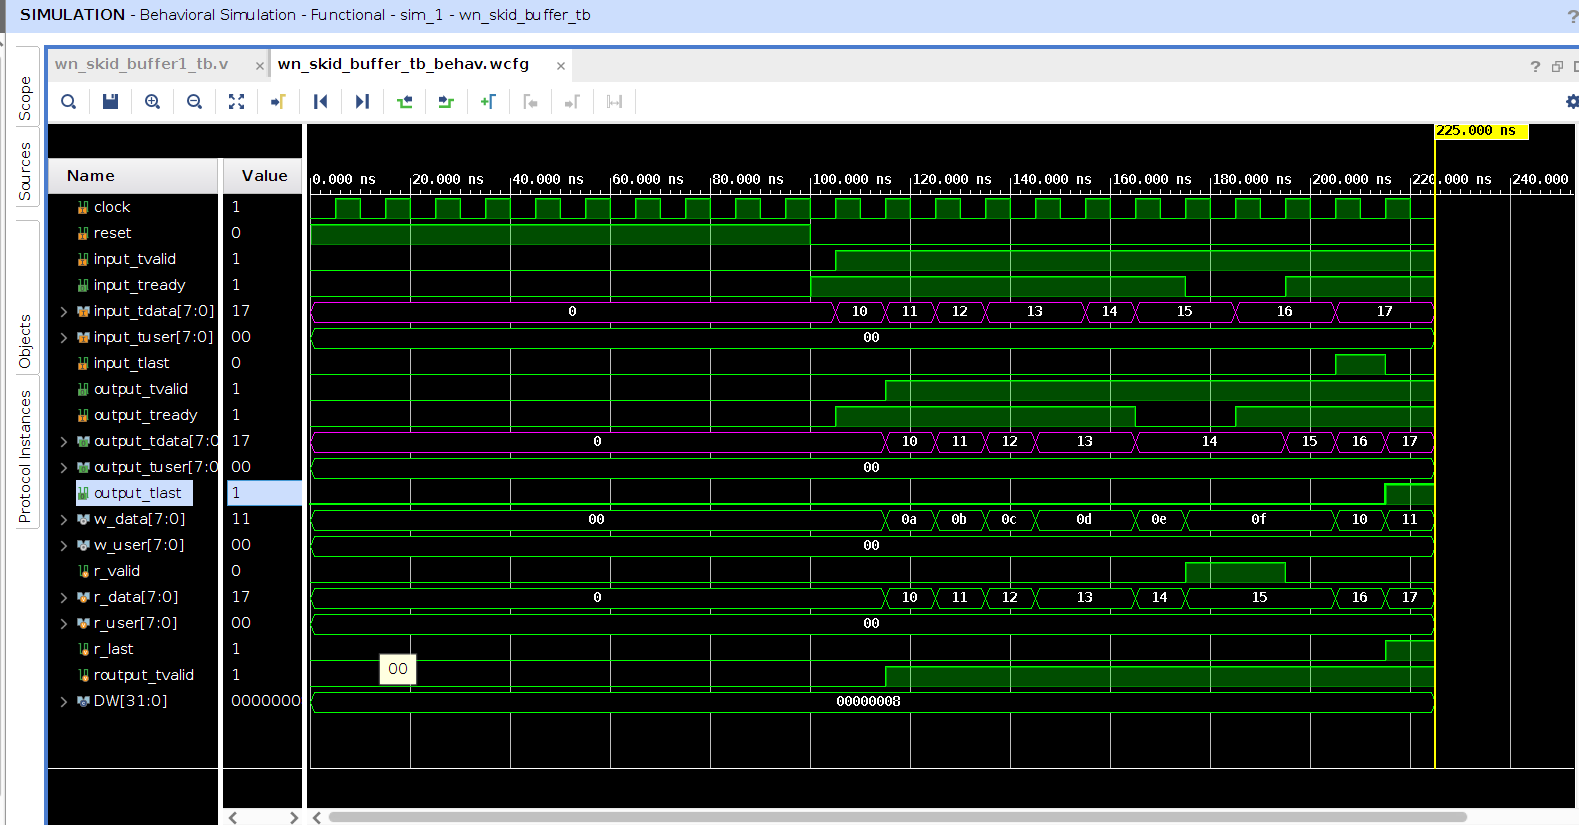 SIMULATION - Behavioral Simulation - Functional - sim_1 - wn_skid_buffer_tb ?
wn_skid_buffer1_tb.v × wn_skid_buffer_tb_behav.wcfg × ?
Scope
Sources
Objects
Protocol Instances
225.000 ns
Name Value 0.000 ns 20.000 ns 40.000 ns 60.000 ns 80.000 ns 100.000 ns 120.000 ns 140.000 ns 160.000 ns 180.000 ns 200.000 ns 220.000 ns 240.000
clock 1
reset 0
input_tvalid 1
input_tready 1
input_tdata[7:0] 17 0 10 11 12 13 14 15 16 17
input_tuser[7:0] 00 00
input_tlast 0
output_tvalid 1
output_tready 1
output_tdata[7:0 17 0 10 11 12 13 14 15 16 17
output_tuser[7:0 00 00
output_tlast 1
w_data[7:0] 11 00 0a 0b 0c 0d 0e 0f 10 11
w_user[7:0] 00 00
r_valid 0
r_data[7:0] 17 0 10 11 12 13 14 15 16 17
r_user[7:0] 00 00
r_last 1
00
routput_tvalid 1
DW[31:0] 0000000 00000008